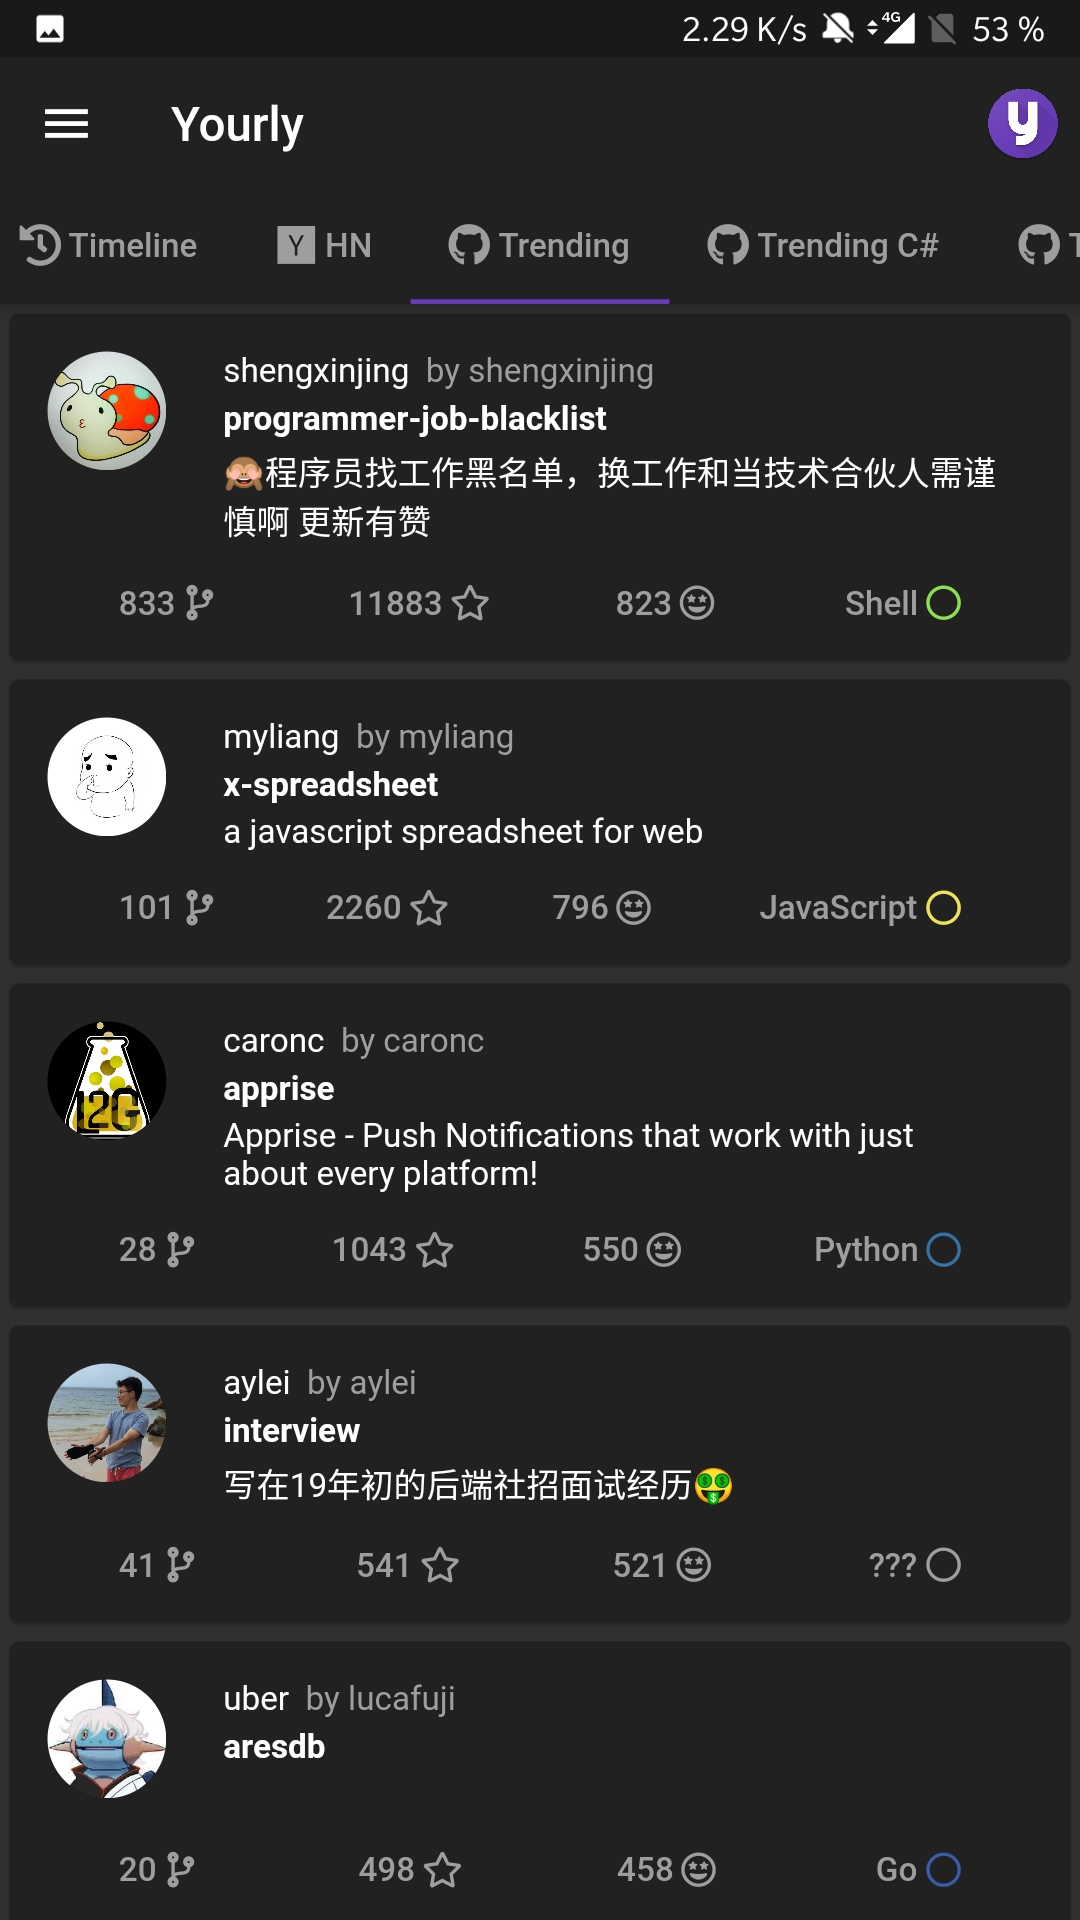 2.29 K/s 4G 53 %
Yourly y
Timeline Y HN Trending Trending C# T
shengxinjing by shengxinjing
programmer-job-blacklist
🙈程序员找工作黑名单，换工作和当技术合伙人需谨
慎啊 更新有赞
833 11883 823 Shell
myliang by myliang
x-spreadsheet
a javascript spreadsheet for web
101 2260 796 JavaScript
caronc by caronc
L2G
apprise
Apprise - Push Notifications that work with just
about every platform!
28 1043 550 Python
aylei by aylei
interview
写在19年初的后端社招面试经历🤑
41 541 521 ???
uber by lucafuji
aresdb
20 498 458 Go